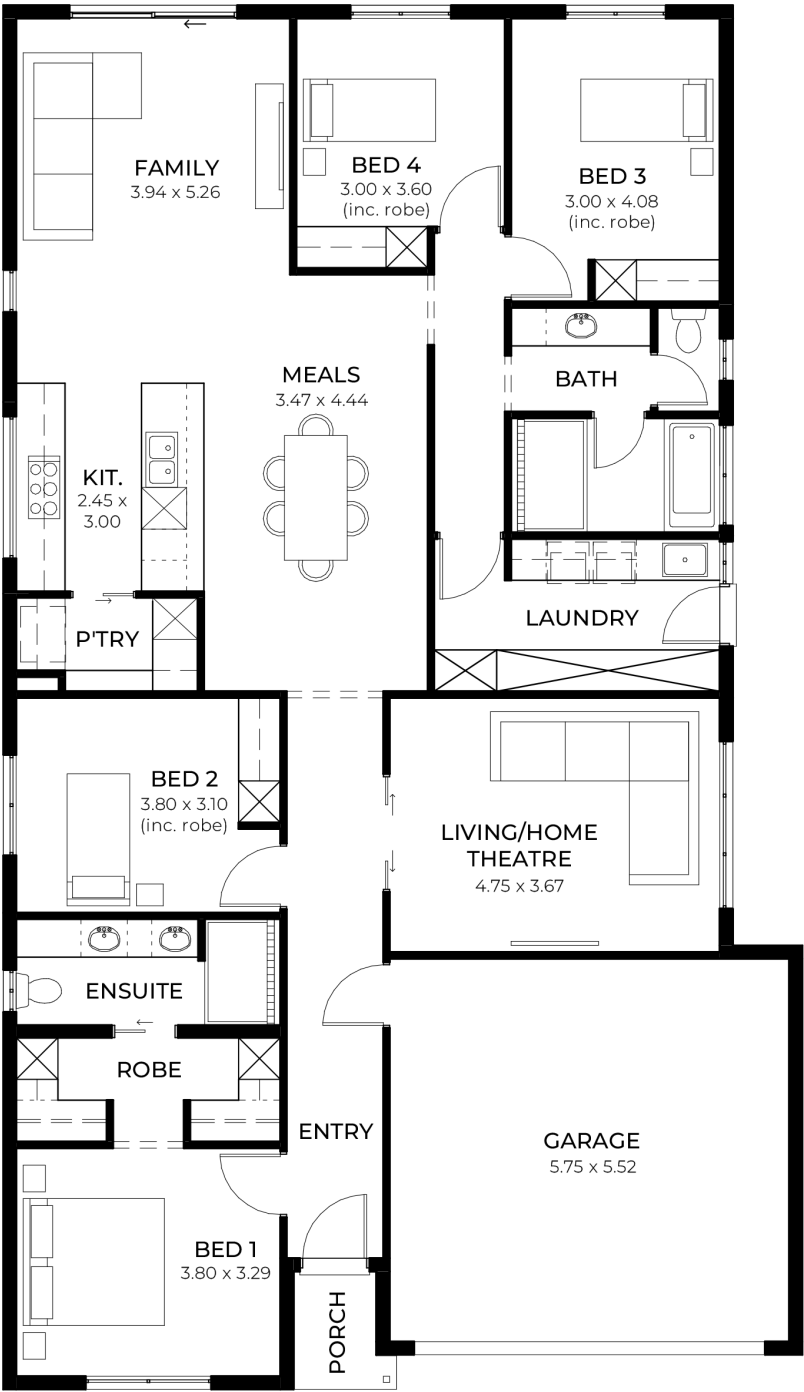 FAMILY
3.94 x 5.26
BED 4
3.00 x 3.60
(inc. robe)
BED 3
3.00 x 4.08
(inc. robe)
MEALS
3.47 x 4.44
BATH
KIT.
2.45 x
3.00
P'TRY
LAUNDRY
BED 2
3.80 x 3.10
(inc. robe)
LIVING/HOME
THEATRE
4.75 x 3.67
ENSUITE
ROBE
ENTRY
GARAGE
5.75 x 5.52
BED 1
3.80 x 3.29
PORCH